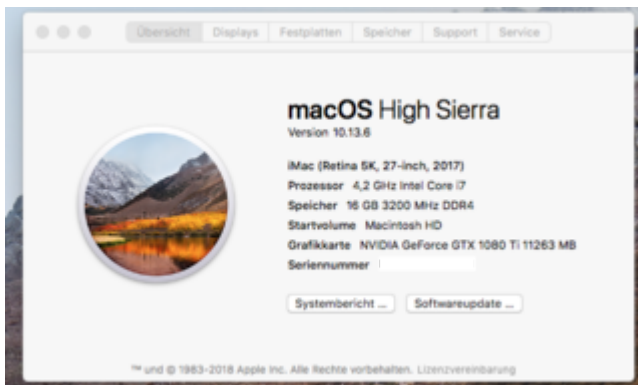 Übersicht Displays Festplatten Speicher Support Service
macOS High Sierra
Version 10.13.6
iMac (Retina 5K, 27-inch, 2017)
Prozessor 4,2 GHz Intel Core i7
Speicher 16 GB 3200 MHz DDR4
Startvolume Macintosh HD
Grafikkarte NVIDIA GeForce GTX 1080 Ti 11263 MB
Seriennummer
Systembericht ... Softwareupdate ...
™ und © 1983-2018 Apple Inc. Alle Rechte vorbehalten. Lizenzvereinbarung